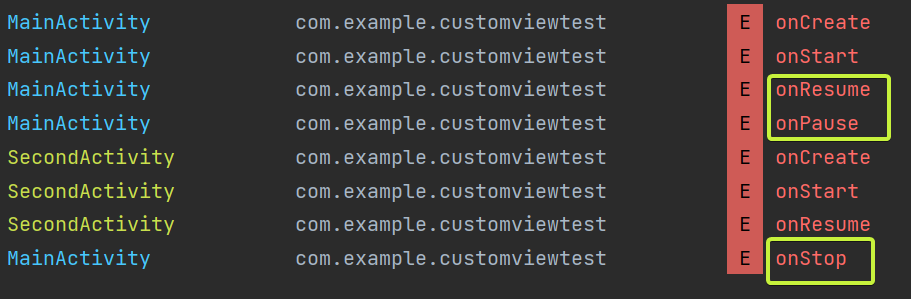 MainActivity com.example.customviewtest E onCreate
MainActivity com.example.customviewtest E onStart
MainActivity com.example.customviewtest E onResume
MainActivity com.example.customviewtest E onPause
SecondActivity com.example.customviewtest E onCreate
SecondActivity com.example.customviewtest E onStart
SecondActivity com.example.customviewtest E onResume
MainActivity com.example.customviewtest E onStop